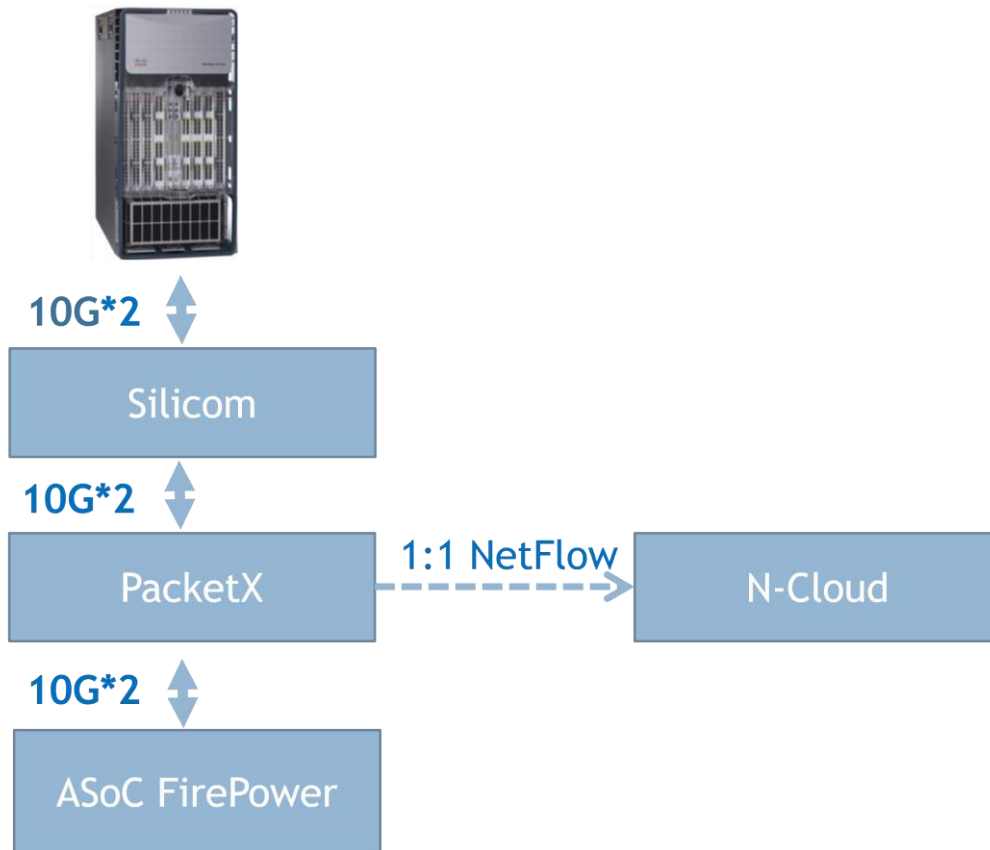 10G*2
Silicom
10G*2
PacketX
1:1 NetFlow
N-Cloud
10G*2
ASoC FirePower